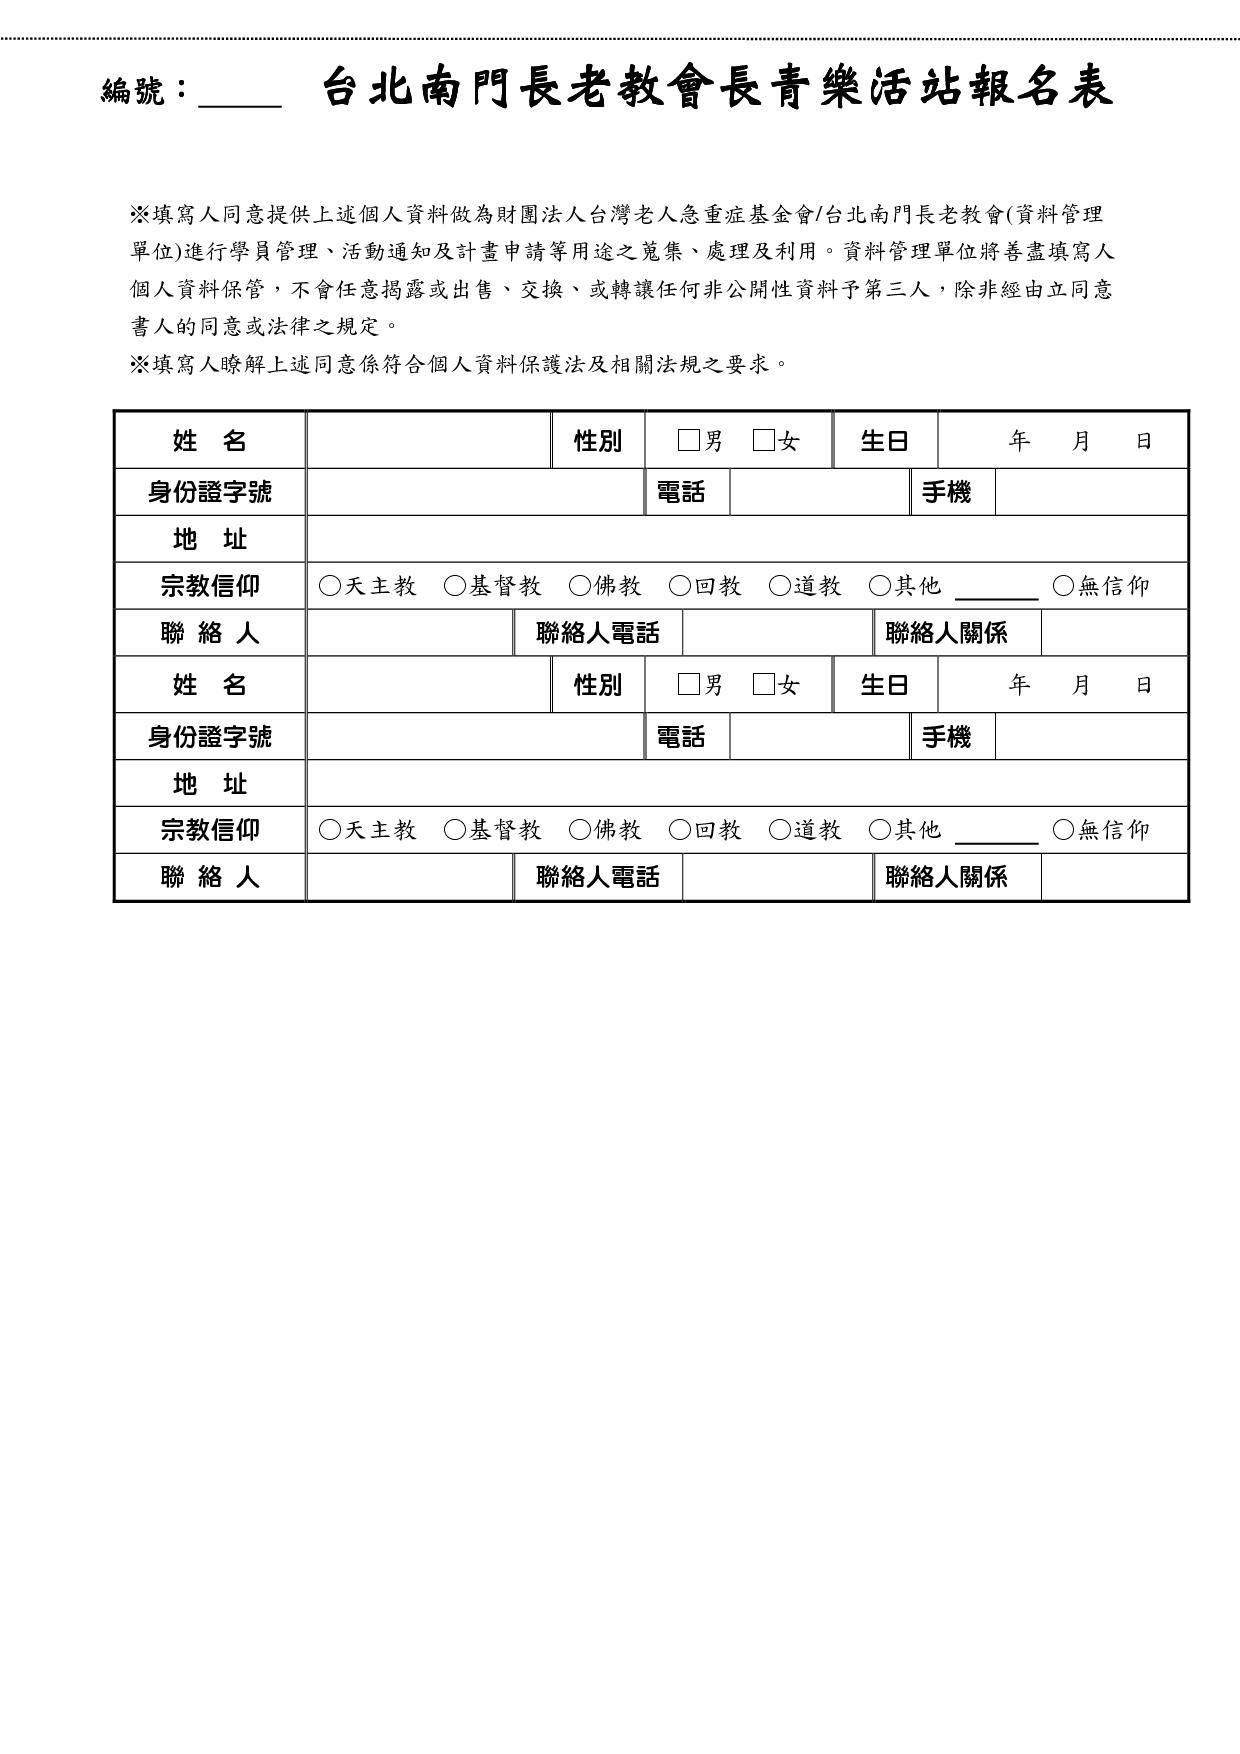 編號：_____ 台北南門長老教會長青樂活站報名表
※填寫人同意提供上述個人資料做為財團法人台灣老人急重症基金會/台北南門長老教會(資料管理
單位)進行學員管理、活動通知及計畫申請等用途之蒐集、處理及利用。資料管理單位將善盡填寫人
個人資料保管，不會任意揭露或出售、交換、或轉讓任何非公開性資料予第三人，除非經由立同意
書人的同意或法律之規定。
※填寫人瞭解上述同意係符合個人資料保護法及相關法規之要求。
姓 名 性別 □男 □女 生日 年 月 日
身份證字號 電話 手機
地 址
宗教信仰 ○天主教 ○基督教 ○佛教 ○回教 ○道教 ○其他 _____ ○無信仰
聯 絡 人 聯絡人電話 聯絡人關係
姓 名 性別 □男 □女 生日 年 月 日
身份證字號 電話 手機
地 址
宗教信仰 ○天主教 ○基督教 ○佛教 ○回教 ○道教 ○其他 _____ ○無信仰
聯 絡 人 聯絡人電話 聯絡人關係